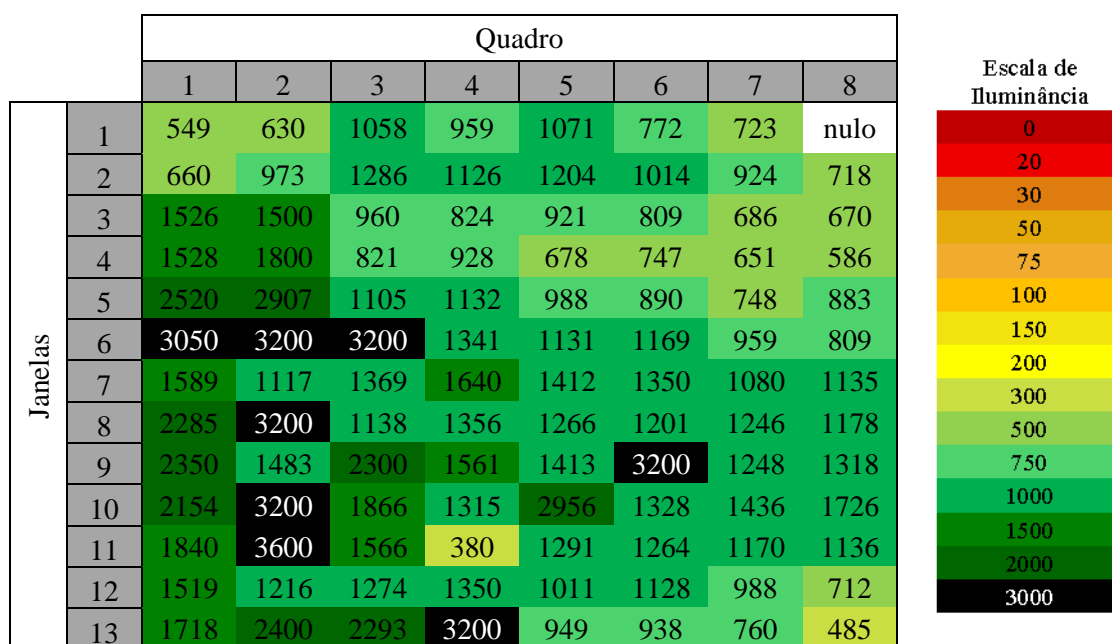 Quadro
1 2 3 4 5 6 7 8
Janelas
1 549 630 1058 959 1071 772 723 nulo
2 660 973 1286 1126 1204 1014 924 718
3 1526 1500 960 824 921 809 686 670
4 1528 1800 821 928 678 747 651 586
5 2520 2907 1105 1132 988 890 748 883
6 3050 3200 3200 1341 1131 1169 959 809
7 1589 1117 1369 1640 1412 1350 1080 1135
8 2285 3200 1138 1356 1266 1201 1246 1178
9 2350 1483 2300 1561 1413 3200 1248 1318
10 2154 3200 1866 1315 2956 1328 1436 1726
11 1840 3600 1566 380 1291 1264 1170 1136
12 1519 1216 1274 1350 1011 1128 988 712
13 1718 2400 2293 3200 949 938 760 485
Escala de
Iluminância
0
20
30
50
75
100
150
200
300
500
750
1000
1500
2000
3000